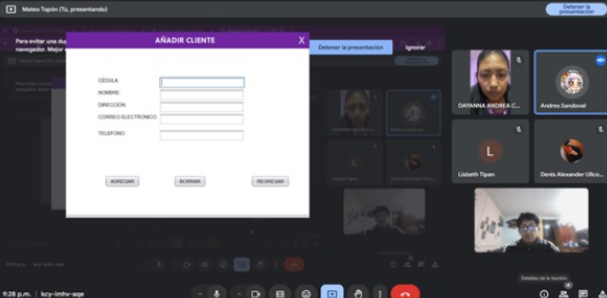 Mateo Tapón (Tú, presentando)
Detener la presentación
Para evitar una du
navegador. Mejor
AÑADIR CLIENTE
X
Detener la presentación
Ignorar
CÉDULA
NOMBRE
DIRECCIÓN
CORREO ELECTRONICO
TELEFONO
AGREGAR
BORRAR
REGRESAR
DAYANNA ANDREA C...
Andres Sandoval
L
Lisbeth Tipan
Denis Alexander Ulco...
Detalles de la reunión
9:28 p.m. | kcy-imhv-aqe